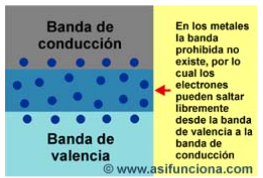 Banda de
conducción
Banda de
valencia
En los metales
la banda
prohibida no
existe, por lo
cual los
electrones
pueden saltar
libremente
desde la banda
de valencia a la
banda de
conducción
© www.asifunciona.com